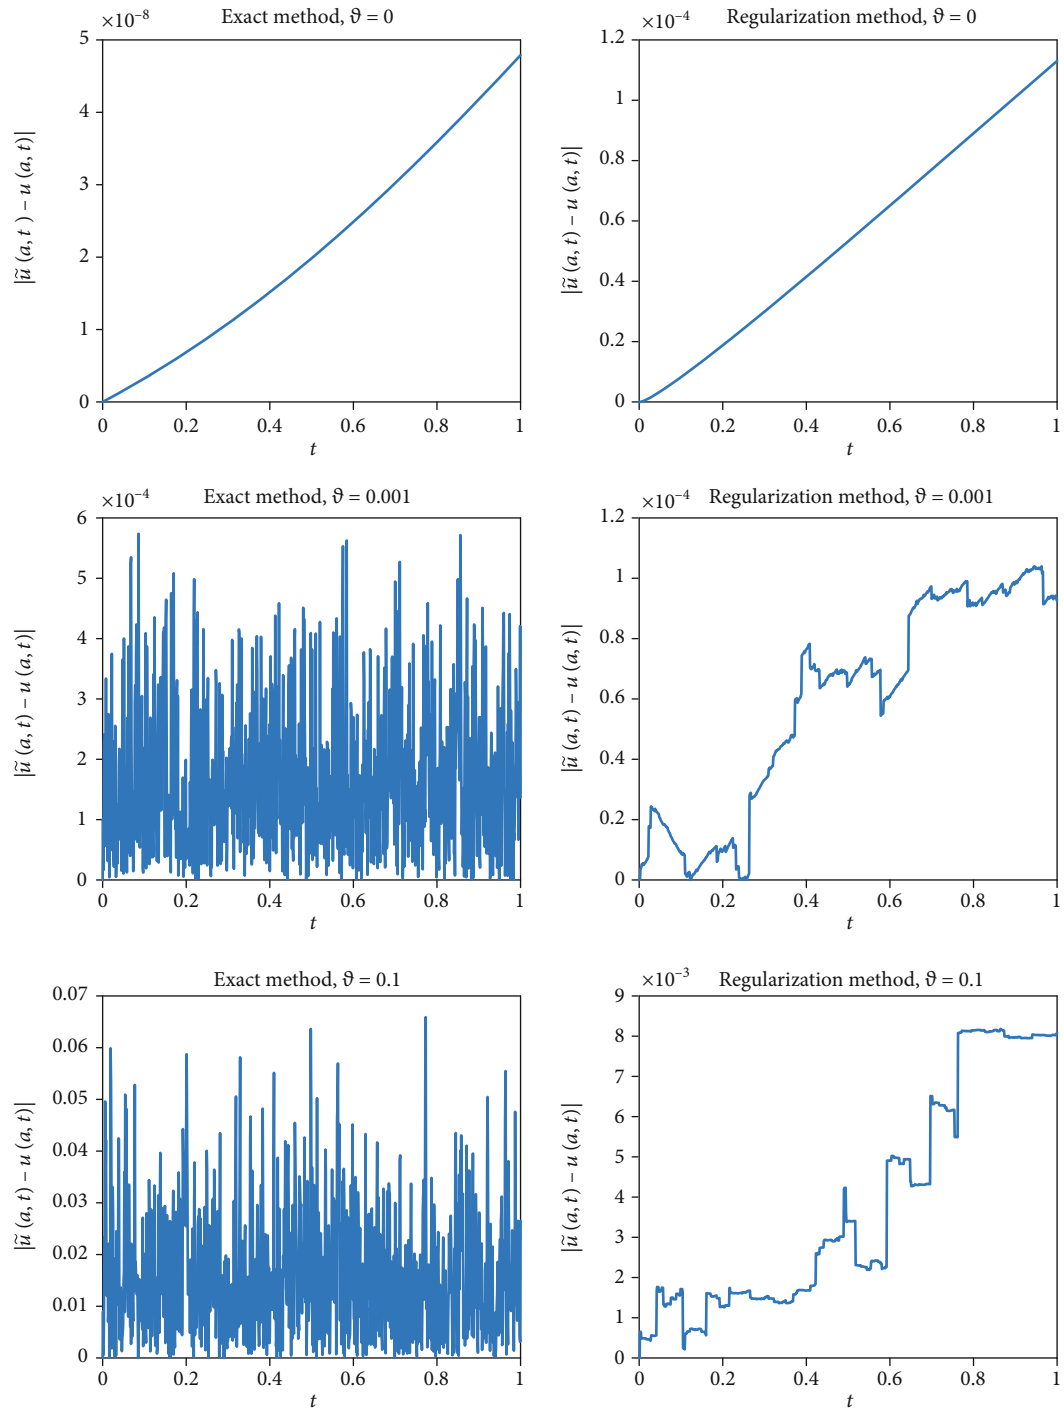 ×10⁻⁸ Exact method, ϑ = 0
5
4
3
2
1
0
|ũ (a, t) – u (a, t)|
0 0.2 0.4 0.6 0.8 1
t
×10⁻⁴ Regularization method, ϑ = 0
1.2
1
0.8
0.6
0.4
0.2
0
|ũ (a, t) – u (a, t)|
0 0.2 0.4 0.6 0.8 1
t
×10⁻⁴ Exact method, ϑ = 0.001
6
5
4
3
2
1
0
|ũ (a, t) – u (a, t)|
0 0.2 0.4 0.6 0.8 1
t
×10⁻⁴ Regularization method, ϑ = 0.001
1.2
1
0.8
0.6
0.4
0.2
0
|ũ (a, t) – u (a, t)|
0 0.2 0.4 0.6 0.8 1
t
Exact method, ϑ = 0.1
0.07
0.06
0.05
0.04
0.03
0.02
0.01
0
|ũ (a, t) – u (a, t)|
0 0.2 0.4 0.6 0.8 1
t
×10⁻³ Regularization method, ϑ = 0.1
9
8
7
6
5
4
3
2
1
0
|ũ (a, t) – u (a, t)|
0 0.2 0.4 0.6 0.8 1
t